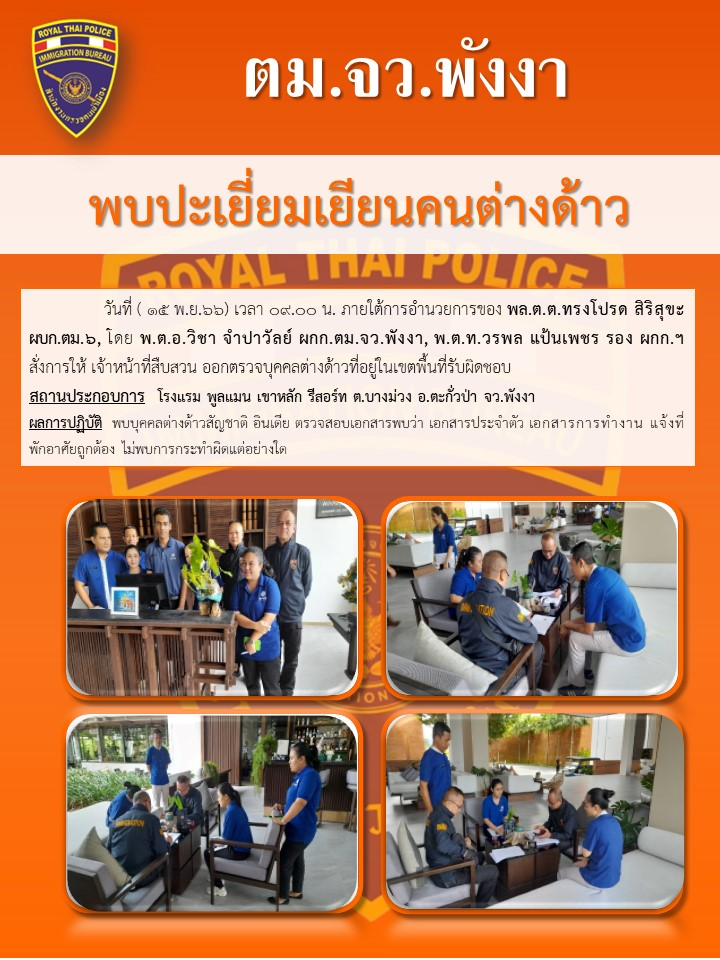 ROYAL THAI POLICE
IMMIGRATION BUREAU
สำนักงานตรวจคนเข้าเมือง
ตม.จว.พังงา
พบปะเยี่ยมเยียนคนต่างด้าว
ROYAL THAI POLICE
วันที่ ( ๑๕ พ.ย.๖๖) เวลา ๐๙.๐๐ น. ภายใต้การอำนวยการของ พล.ต.ต.ทรงโปรด สิริสุขะ
ผบก.ตม.๖, โดย พ.ต.อ.วิชา จำปาวัลย์ ผกก.ตม.จว.พังงา, พ.ต.ท.วรพล แป้นเพชร รอง ผกก.ฯ
สั่งการให้ เจ้าหน้าที่สืบสวน ออกตรวจบุคคลต่างด้าวที่อยู่ในเขตพื้นที่รับผิดชอบ
สถานประกอบการ โรงแรม พูลแมน เขาหลัก รีสอร์ท ต.บางม่วง อ.ตะกั่วป่า จว.พังงา
ผลการปฏิบัติ พบบุคคลต่างด้าวสัญชาติ อินเดีย ตรวจสอบเอกสารพบว่า เอกสารประจำตัว เอกสารการทำงาน แจ้งที่
พักอาศัยถูกต้อง ไม่พบการกระทำผิดแต่อย่างใด
IMMIGRATION